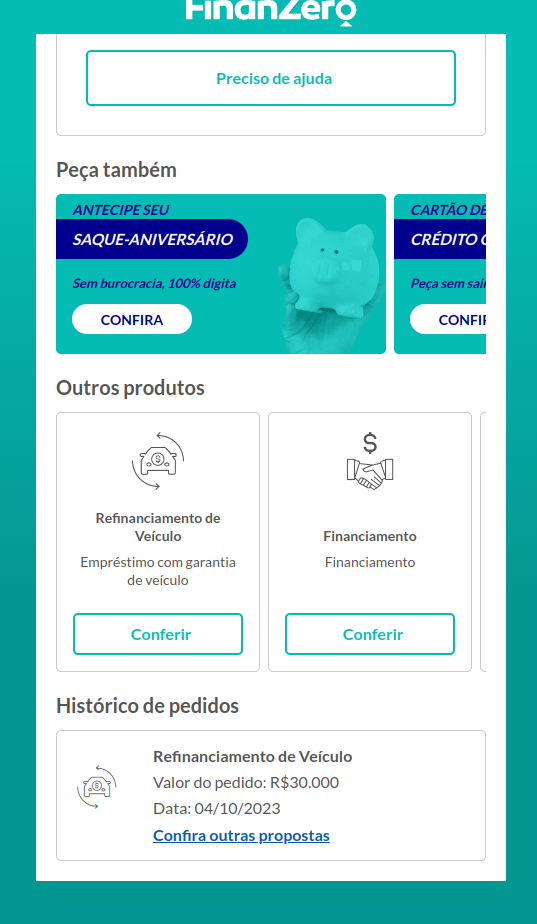 FinanZero
Preciso de ajuda
Peça também
ANTECIPE SEU
SAQUE-ANIVERSÁRIO
Sem burocracia, 100% digita
CONFIRA
CARTÃO DE
CRÉDITO
Peça sem sair
CONFIR
Outros produtos
Refinanciamento de
Veículo
Empréstimo com garantia
de veículo
Conferir
Financiamento
Financiamento
Conferir
Histórico de pedidos
Refinanciamento de Veículo
Valor do pedido: R$30.000
Data: 04/10/2023
Confira outras propostas